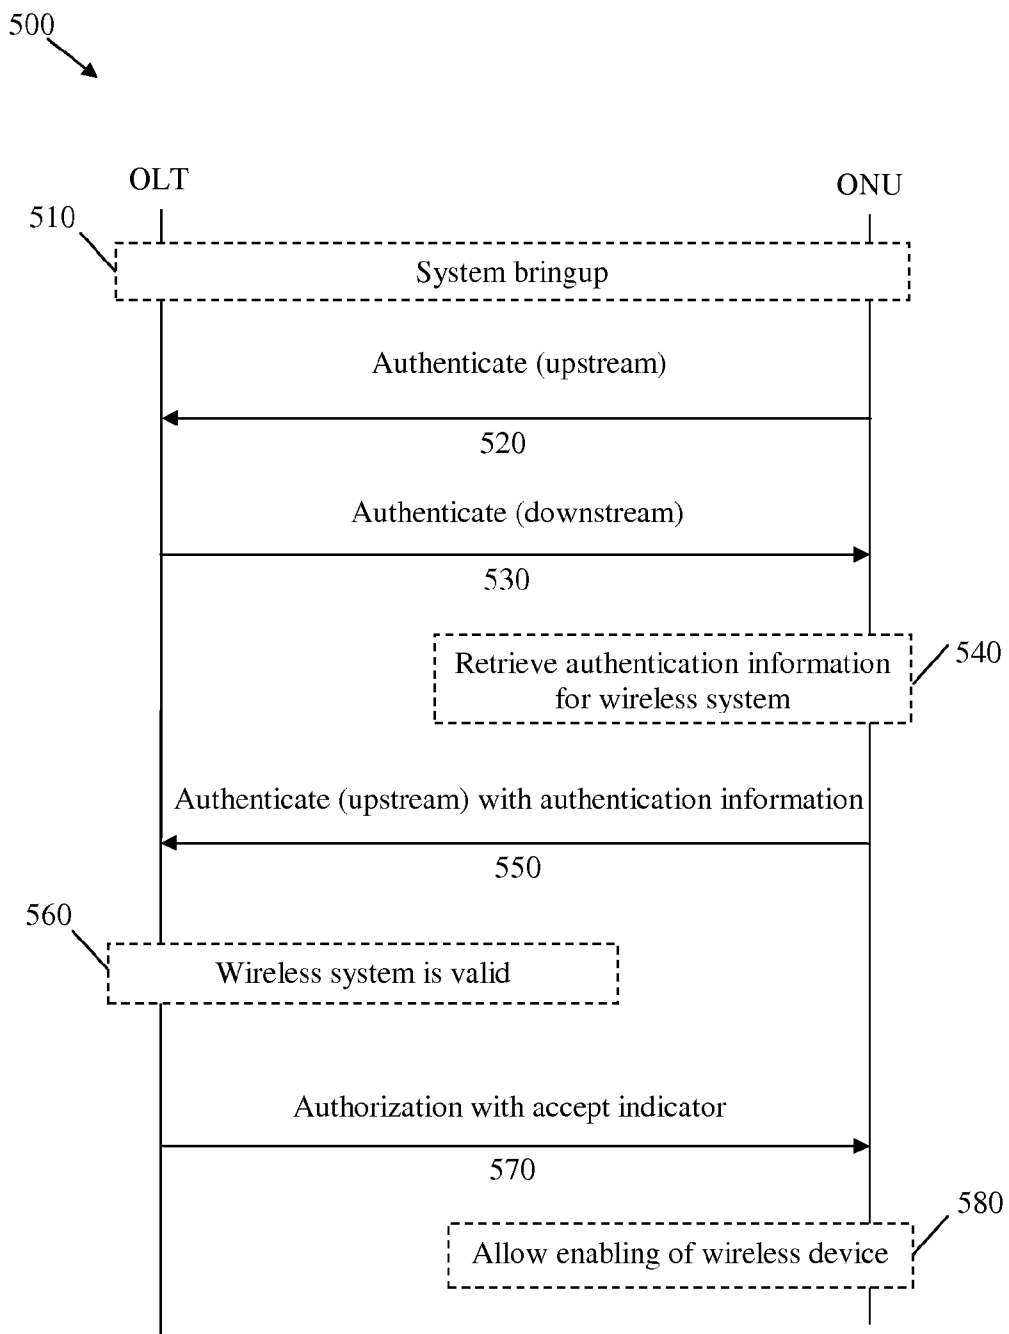 500
OLT
ONU
510
System bringup
Authenticate (upstream)
520
Authenticate (downstream)
530
Retrieve authentication information
for wireless system
540
Authenticate (upstream) with authentication information
550
560
Wireless system is valid
Authorization with accept indicator
570
580
Allow enabling of wireless device